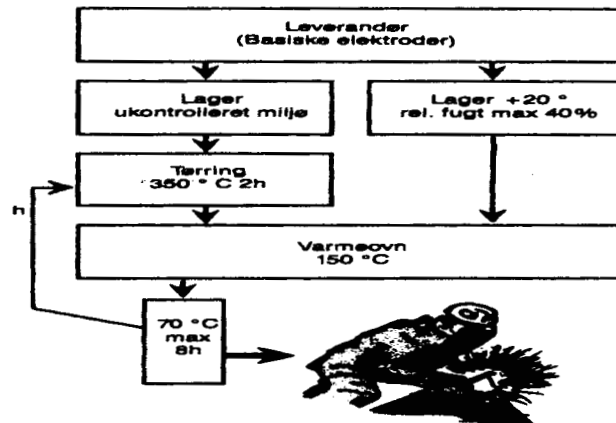 Leverandør
(Basiske elektroder)
Lager
ukontrolleret miljø
Lager +20 °
rel. fugt max 40%
Tørring
350 ° C 2h
h
Varmeovn
150 °C
70 °C
max
8h